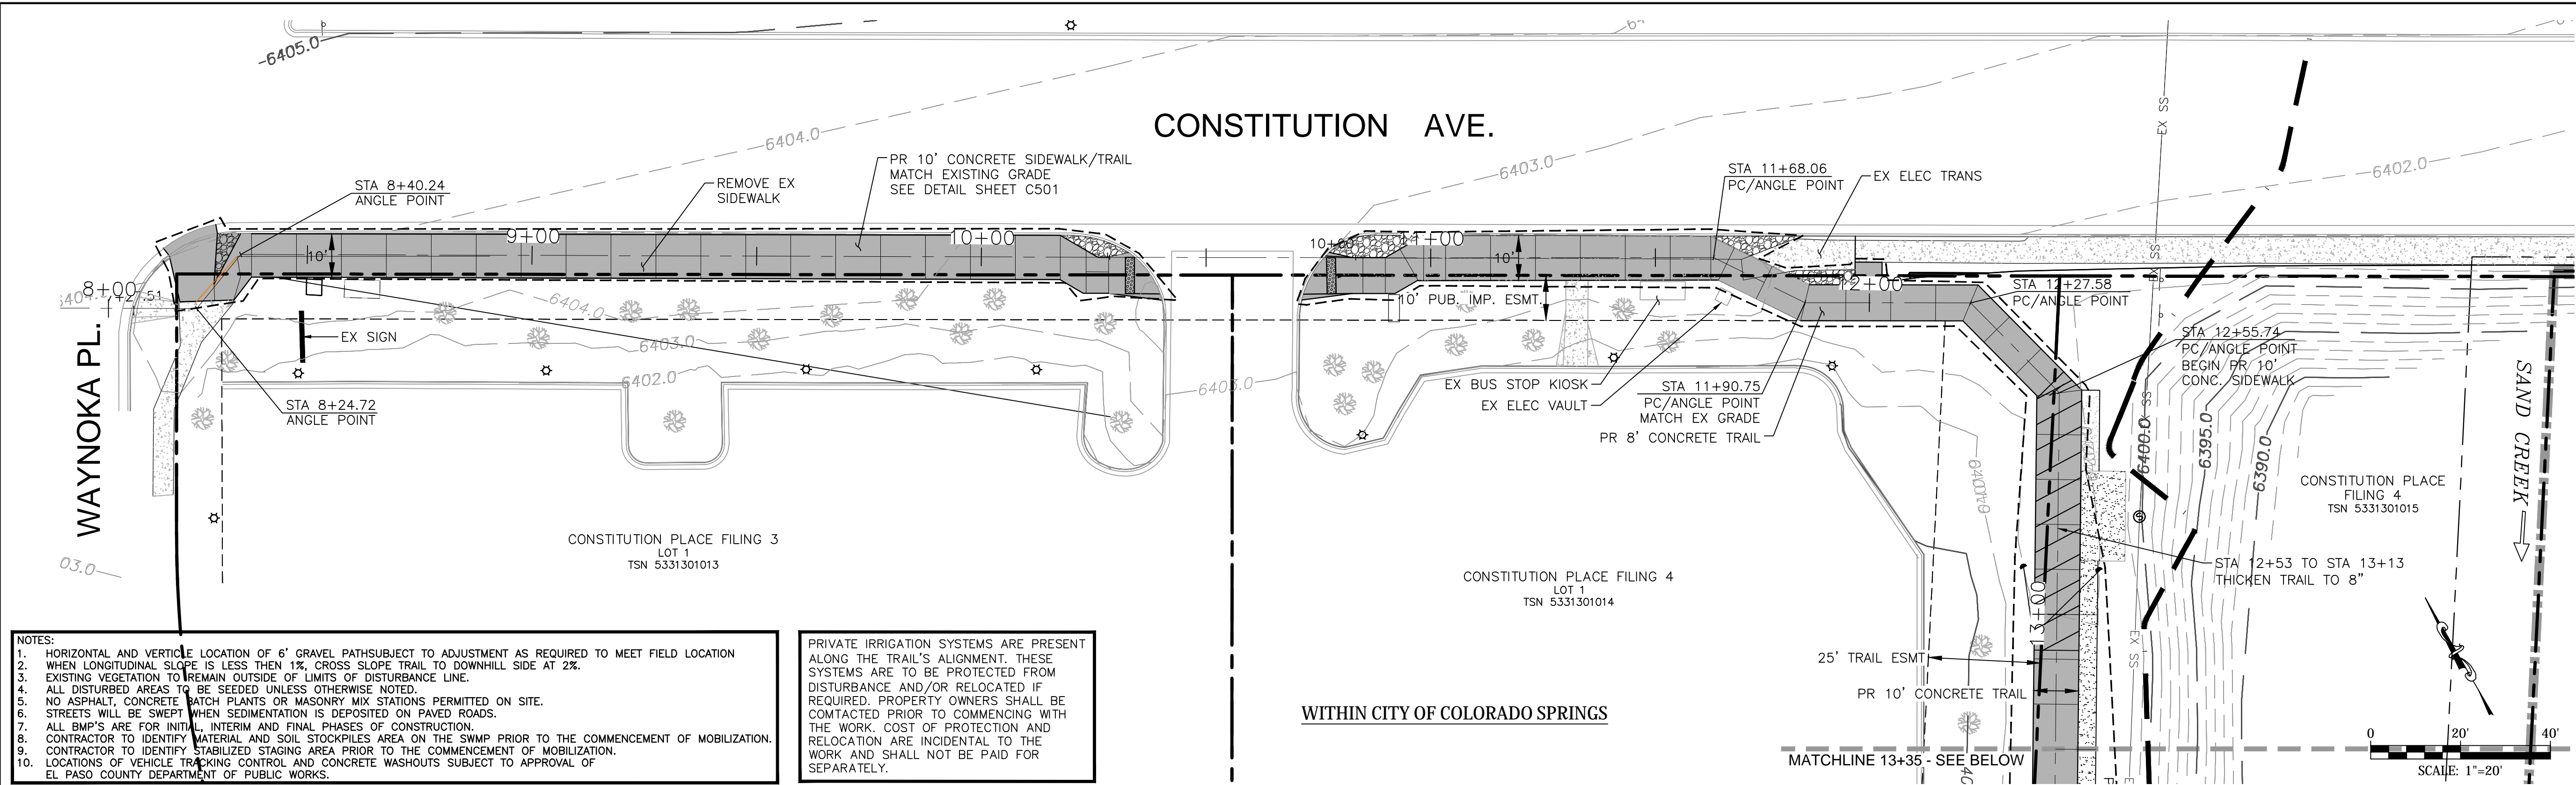 6405.0
6404.0
CONSTITUTION AVE.
6403.0
6402.0
EX SS
STA 8+40.24
ANGLE POINT
REMOVE EX
SIDEWALK
PR 10' CONCRETE SIDEWALK/TRAIL
MATCH EXISTING GRADE
SEE DETAIL SHEET C501
STA 11+68.06
PC/ANGLE POINT
EX ELEC TRANS
8+00
9+00
10+00
10'
10'
12+00
10' PUB. IMP. ESMT.
STA 12+27.58
PC/ANGLE POINT
EX SS
WAYNOKA PL.
EX SIGN
6404.0
6403.0
6402.0
6403.0
STA 8+24.72
ANGLE POINT
EX BUS STOP KIOSK
EX ELEC VAULT
STA 11+90.75
PC/ANGLE POINT
MATCH EX GRADE
PR 8' CONCRETE TRAIL
STA 12+55.74
PC/ANGLE POINT
BEGIN PR 10'
CONC. SIDEWALK
EX SS
6400.0
6395.0
6390.0
SAND CREEK
CONSTITUTION PLACE
FILING 4
TSN 5331301015
CONSTITUTION PLACE FILING 3
LOT 1
TSN 5331301013
CONSTITUTION PLACE FILING 4
LOT 1
TSN 5331301014
STA 12+53 TO STA 13+13
THICKEN TRAIL TO 8"
13+00
EX SS
03.0
25' TRAIL ESMT
PR 10' CONCRETE TRAIL
WITHIN CITY OF COLORADO SPRINGS
MATCHLINE 13+35 - SEE BELOW
0 20' 40'
SCALE: 1"=20'
NOTES:
1. HORIZONTAL AND VERTICLE LOCATION OF 6' GRAVEL PATHSUBJECT TO ADJUSTMENT AS REQUIRED TO MEET FIELD LOCATION
2. WHEN LONGITUDINAL SLOPE IS LESS THEN 1%, CROSS SLOPE TRAIL TO DOWNHILL SIDE AT 2%.
3. EXISTING VEGETATION TO REMAIN OUTSIDE OF LIMITS OF DISTURBANCE LINE.
4. ALL DISTURBED AREAS TO BE SEEDED UNLESS OTHERWISE NOTED.
5. NO ASPHALT, CONCRETE BATCH PLANTS OR MASONRY MIX STATIONS PERMITTED ON SITE.
6. STREETS WILL BE SWEPT WHEN SEDIMENTATION IS DEPOSITED ON PAVED ROADS.
7. ALL BMP'S ARE FOR INITIAL, INTERIM AND FINAL PHASES OF CONSTRUCTION.
8. CONTRACTOR TO IDENTIFY MATERIAL AND SOIL STOCKPILES AREA ON THE SWMP PRIOR TO THE COMMENCEMENT OF MOBILIZATION.
9. CONTRACTOR TO IDENTIFY STABILIZED STAGING AREA PRIOR TO THE COMMENCEMENT OF MOBILIZATION.
10. LOCATIONS OF VEHICLE TRACKING CONTROL AND CONCRETE WASHOUTS SUBJECT TO APPROVAL OF
EL PASO COUNTY DEPARTMENT OF PUBLIC WORKS.
PRIVATE IRRIGATION SYSTEMS ARE PRESENT
ALONG THE TRAIL'S ALIGNMENT. THESE
SYSTEMS ARE TO BE PROTECTED FROM
DISTURBANCE AND/OR RELOCATED IF
REQUIRED. PROPERTY OWNERS SHALL BE
COMTACTED PRIOR TO COMMENCING WITH
THE WORK. COST OF PROTECTION AND
RELOCATION ARE INCIDENTAL TO THE
WORK AND SHALL NOT BE PAID FOR
SEPARATELY.